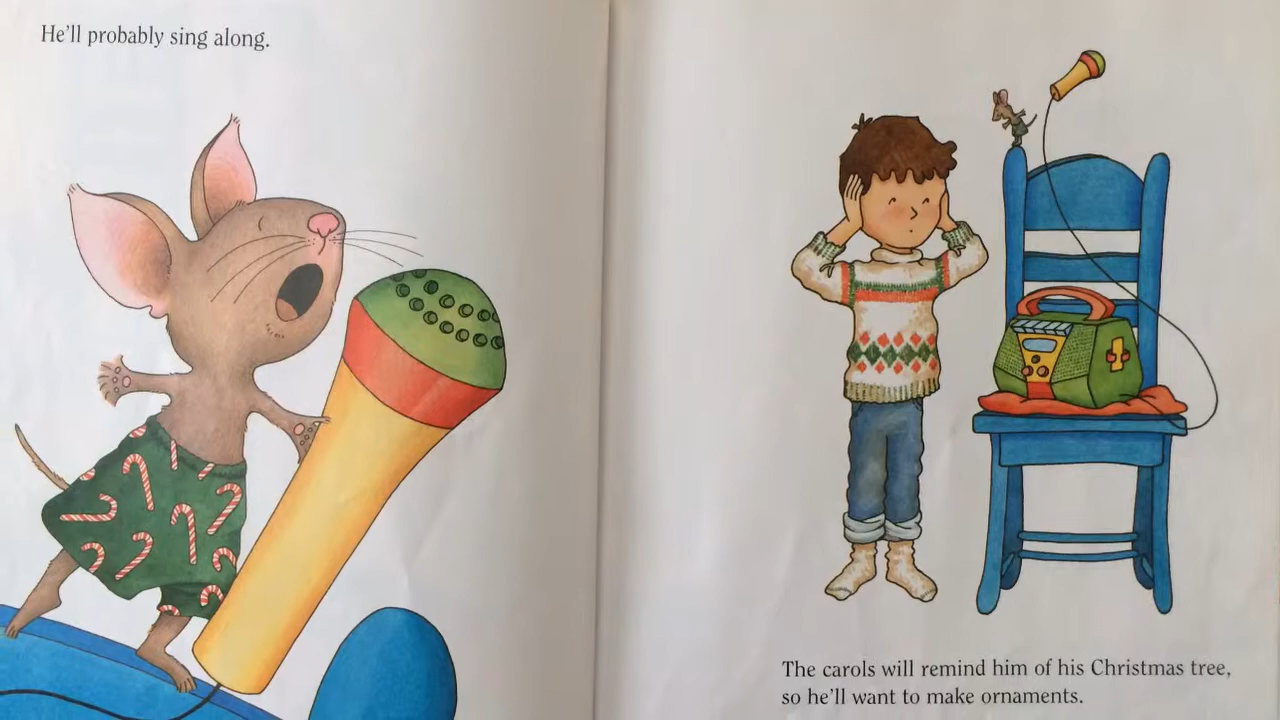 He'll probably sing along.
The carols will remind him of his Christmas tree,
so he'll want to make ornaments.